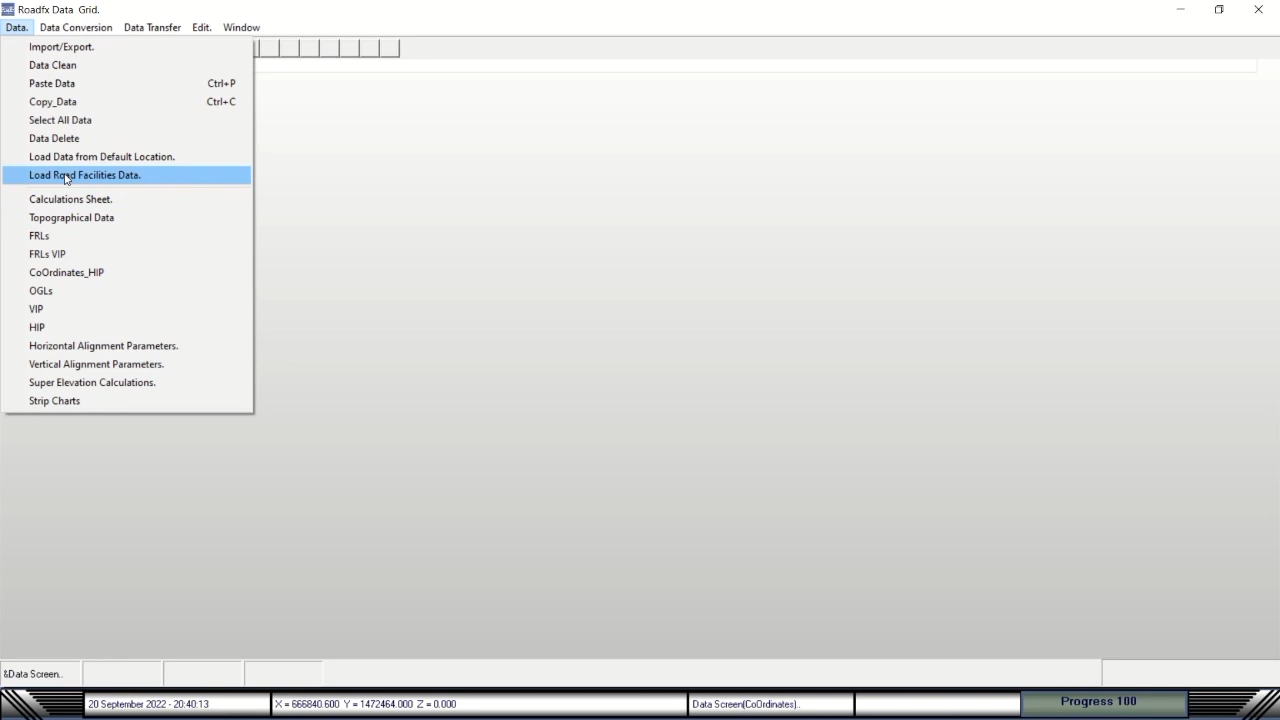 Roadfx Data Grid.
Data. Data Conversion Data Transfer Edit. Window
Import/Export.
Data Clean
Paste Data Ctrl+P
Copy_Data Ctrl+C
Select All Data
Data Delete
Load Data from Default Location.
Load Road Facilities Data.
Calculations Sheet.
Topographical Data
FRLs
FRLs VIP
CoOrdinates_HIP
OGLs
VIP
HIP
Horizontal Alignment Parameters.
Vertical Alignment Parameters.
Super Elevation Calculations.
Strip Charts
&Data Screen..
20 September 2022 - 20:40:13 X = 666840.600 Y = 1472464.000 Z = 0.000 Data Screen(CoOrdinates).. Progress 100